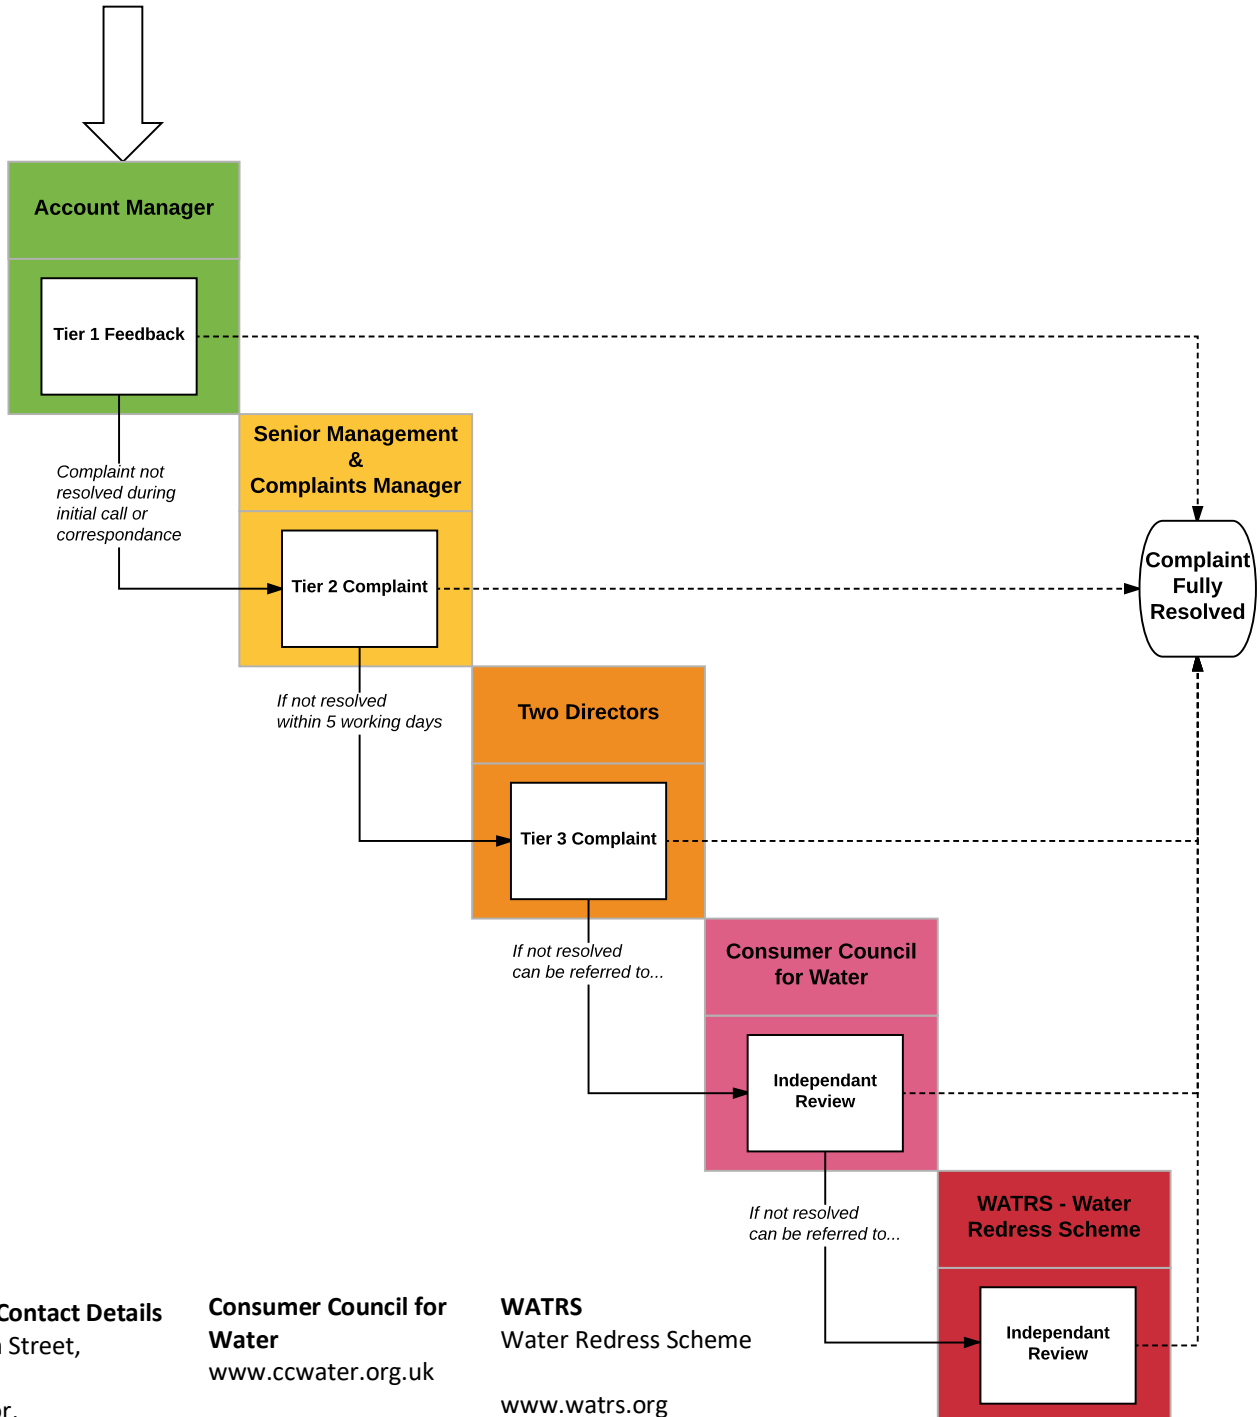 Account Manager
Tier 1 Feedback
Complaint not
resolved during
initial call or
correspondance
Senior Management
&
Complaints Manager
Tier 2 Complaint
If not resolved
within 5 working days
Two Directors
Tier 3 Complaint
If not resolved
can be referred to...
Consumer Council
for Water
Independant
Review
If not resolved
can be referred to...
WATRS - Water
Redress Scheme
Independant
Review
Complaint
Fully
Resolved
Contact Details
Street,
Consumer Council for
Water
www.ccwater.org.uk
WATRS
Water Redress Scheme
www.watrs.org